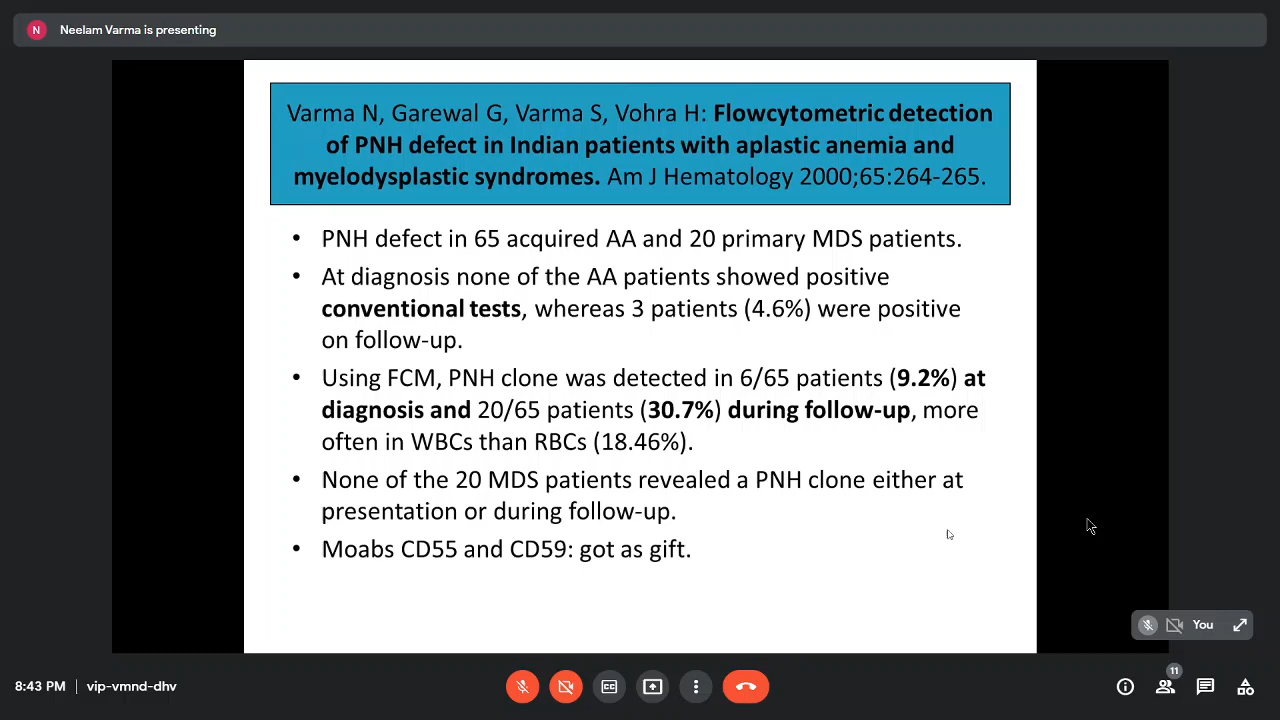 N Neelam Varma is presenting
Varma N, Garewal G, Varma S, Vohra H: Flowcytometric detection
of PNH defect in Indian patients with aplastic anemia and
myelodysplastic syndromes. Am J Hematology 2000;65:264-265.
• PNH defect in 65 acquired AA and 20 primary MDS patients.
• At diagnosis none of the AA patients showed positive
conventional tests, whereas 3 patients (4.6%) were positive
on follow-up.
• Using FCM, PNH clone was detected in 6/65 patients (9.2%) at
diagnosis and 20/65 patients (30.7%) during follow-up, more
often in WBCs than RBCs (18.46%).
• None of the 20 MDS patients revealed a PNH clone either at
presentation or during follow-up.
• Moabs CD55 and CD59: got as gift.
You
8:43 PM | vip-vmnd-dhv
CC
11